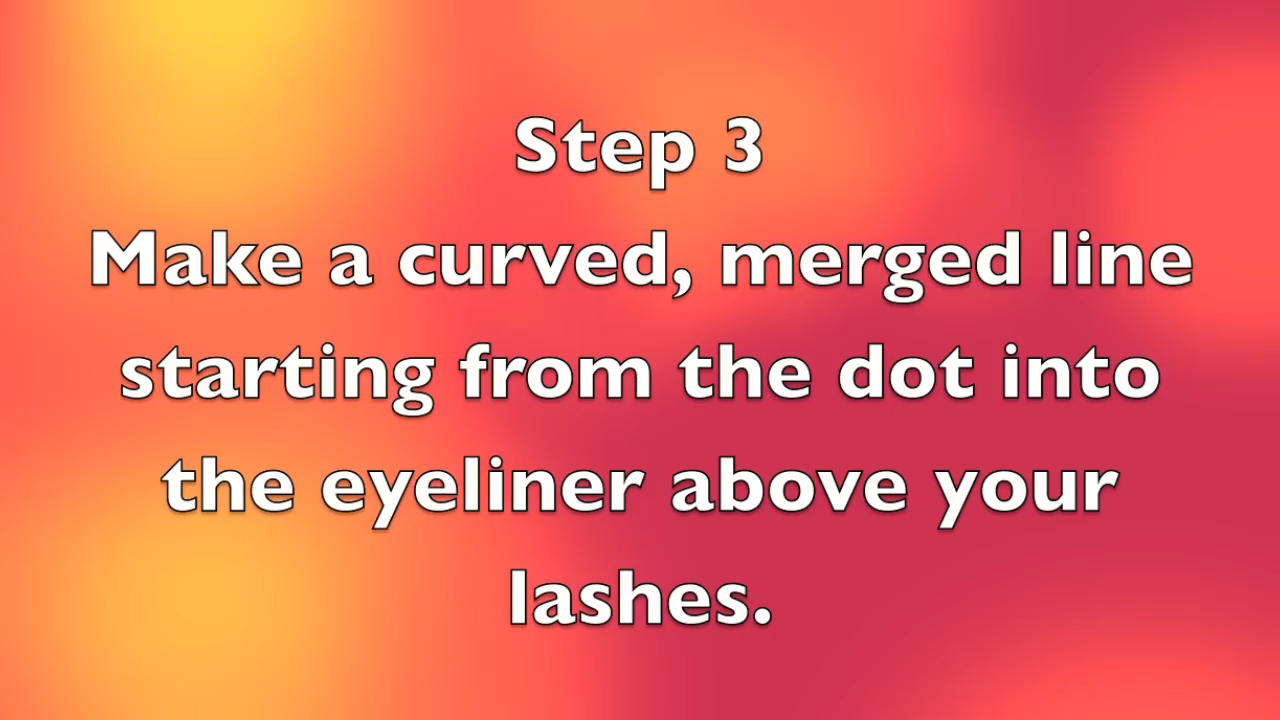 Step 3
Make a curved, merged line
starting from the dot into
the eyeliner above your
lashes.